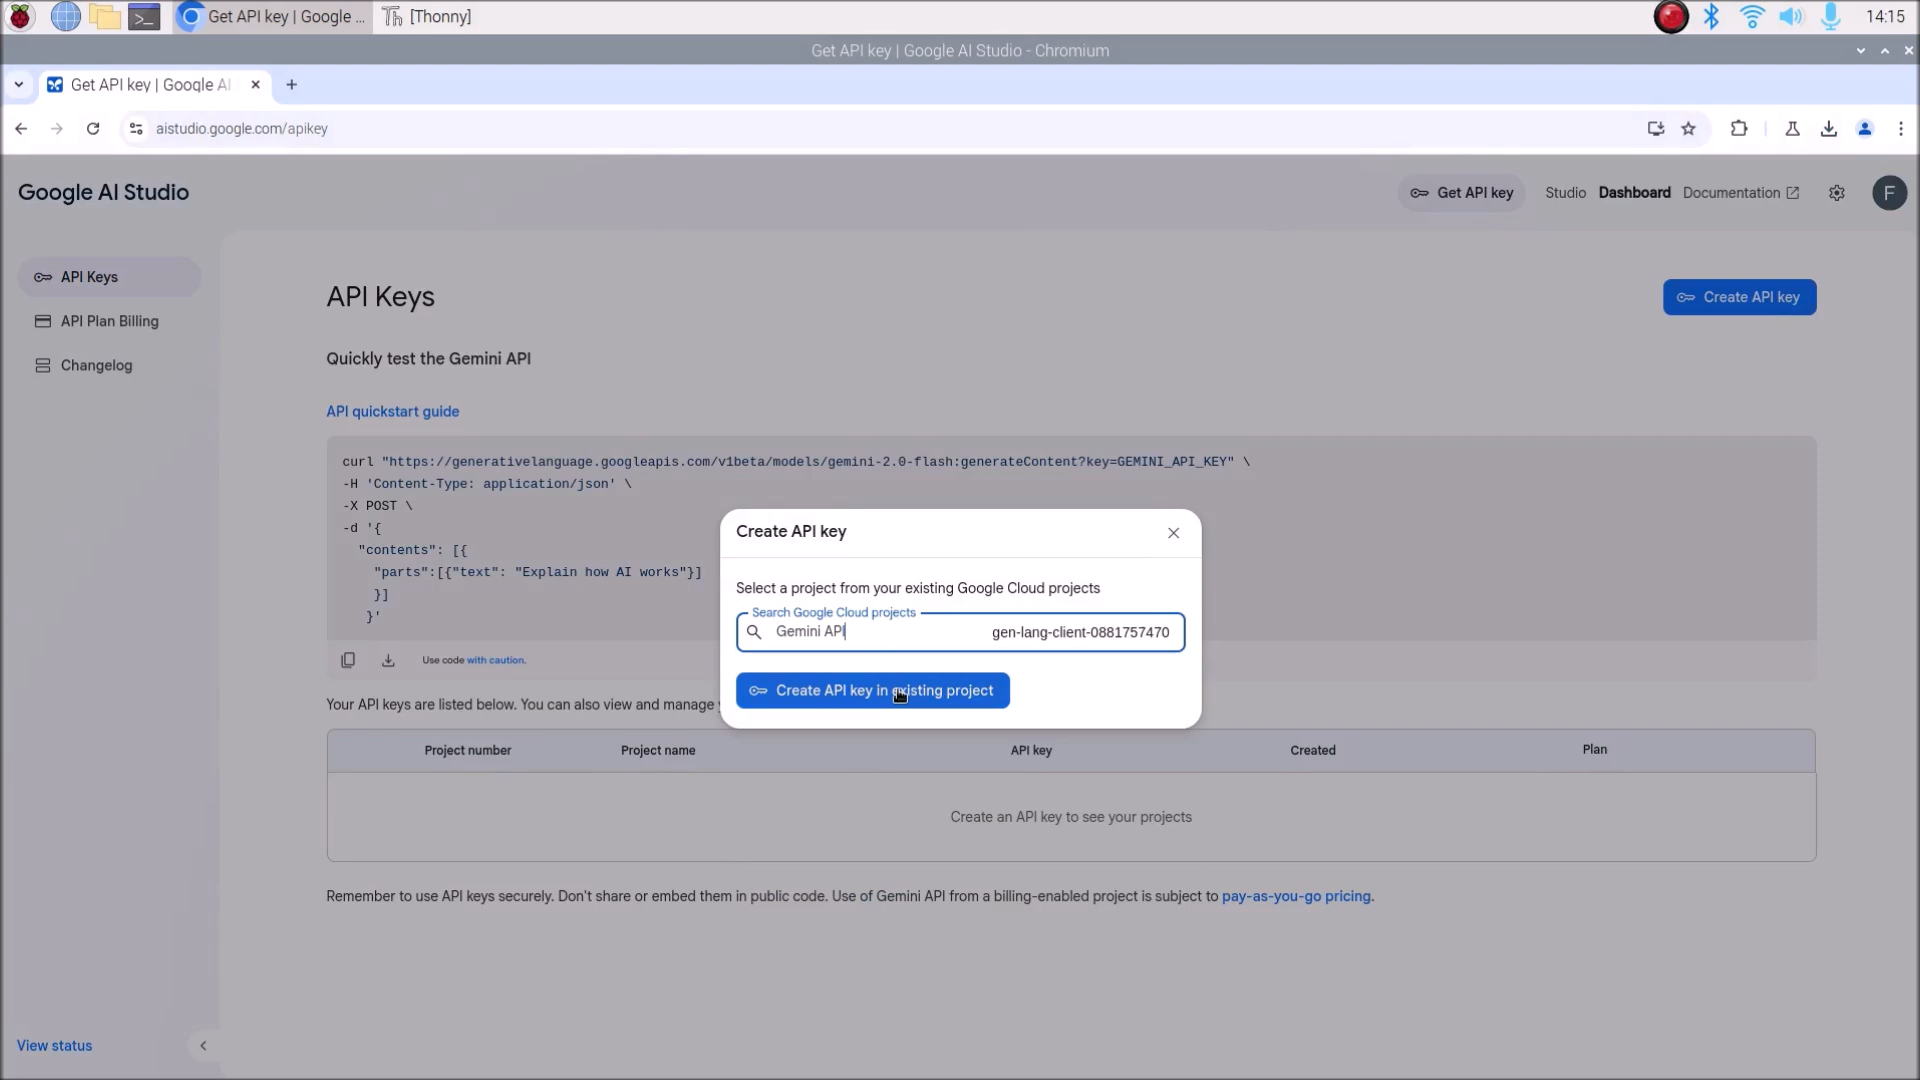 Get API key | Google ...
[Thonny]
14:15
Get API key | Google AI Studio - Chromium
Get API key | Google AI
aistudio.google.com/apikey
Google AI Studio
Get API key
Studio
Dashboard
Documentation
F
API Keys
API Plan Billing
Changelog
API Keys
Create API key
Quickly test the Gemini API
API quickstart guide
curl "https://generativelanguage.googleapis.com/v1beta/models/gemini-2.0-flash:generateContent?key=GEMINI_API_KEY" \
-H 'Content-Type: application/json' \
-X POST \
-d '{
"contents": [{
"parts":[{"text": "Explain how AI works"}]
}]
}'
Use code with caution.
Create API key
Select a project from your existing Google Cloud projects
Search Google Cloud projects
Gemini API gen-lang-client-0881757470
Create API key in existing project
Your API keys are listed below. You can also view and manage
Project number Project name API key Created Plan
Create an API key to see your projects
Remember to use API keys securely. Don't share or embed them in public code. Use of Gemini API from a billing-enabled project is subject to pay-as-you-go pricing.
View status